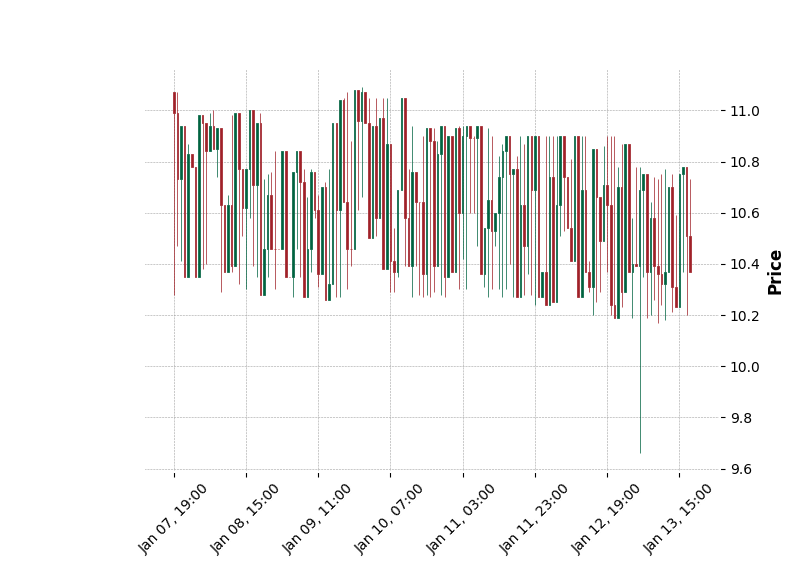 11.0
10.8
10.6
10.4
10.2
10.0
9.8
9.6
Price
Jan 07, 19:00
Jan 08, 15:00
Jan 09, 11:00
Jan 10, 07:00
Jan 11, 03:00
Jan 11, 23:00
Jan 12, 19:00
Jan 13, 15:00